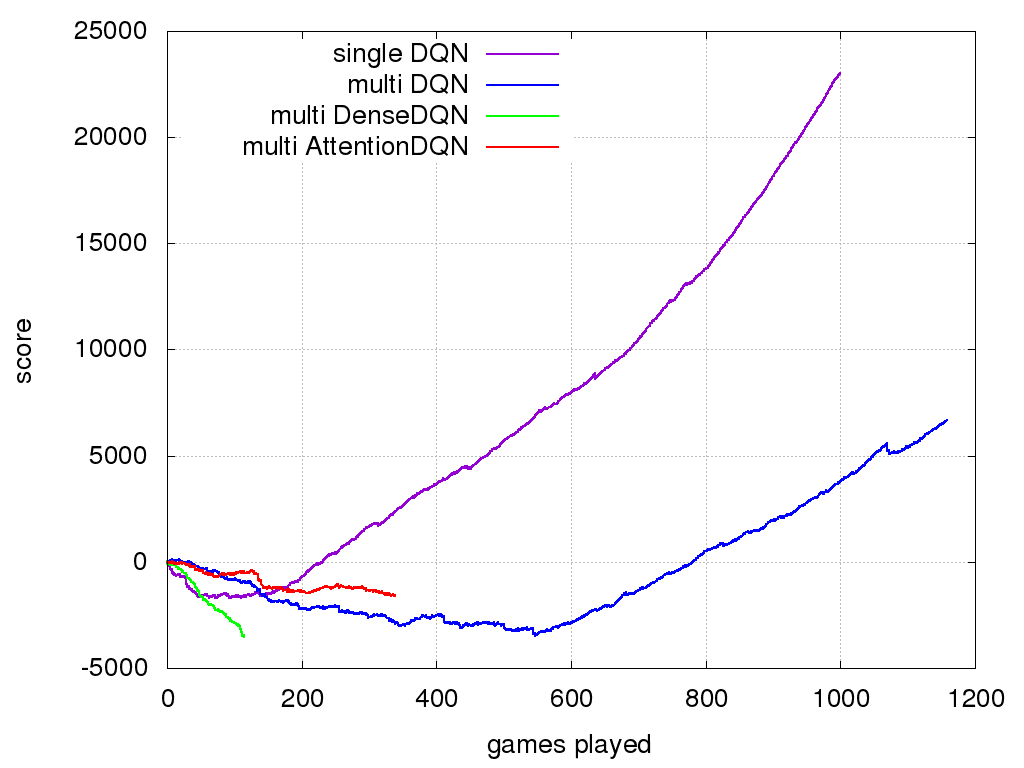 25000
20000
15000
10000
5000
0
-5000
single DQN
multi DQN
multi DenseDQN
multi AttentionDQN
score
0 200 400 600 800 1000 1200
games played